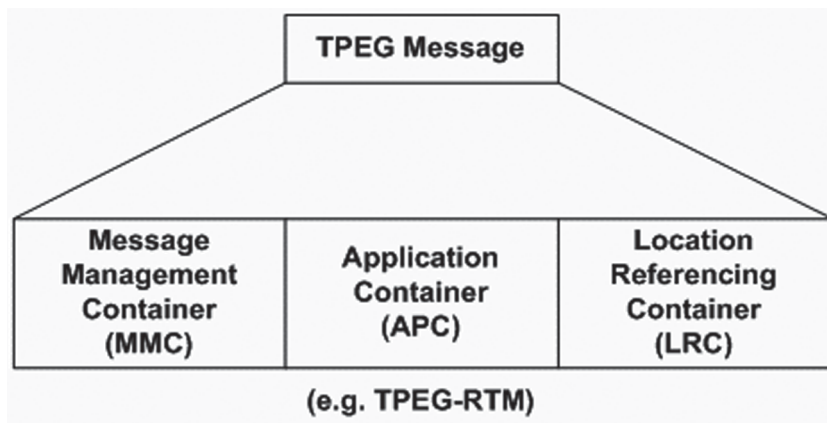 TPEG Message
Message
Management
Container
(MMC)
Application
Container
(APC)
Location
Referencing
Container
(LRC)
(e.g. TPEG-RTM)